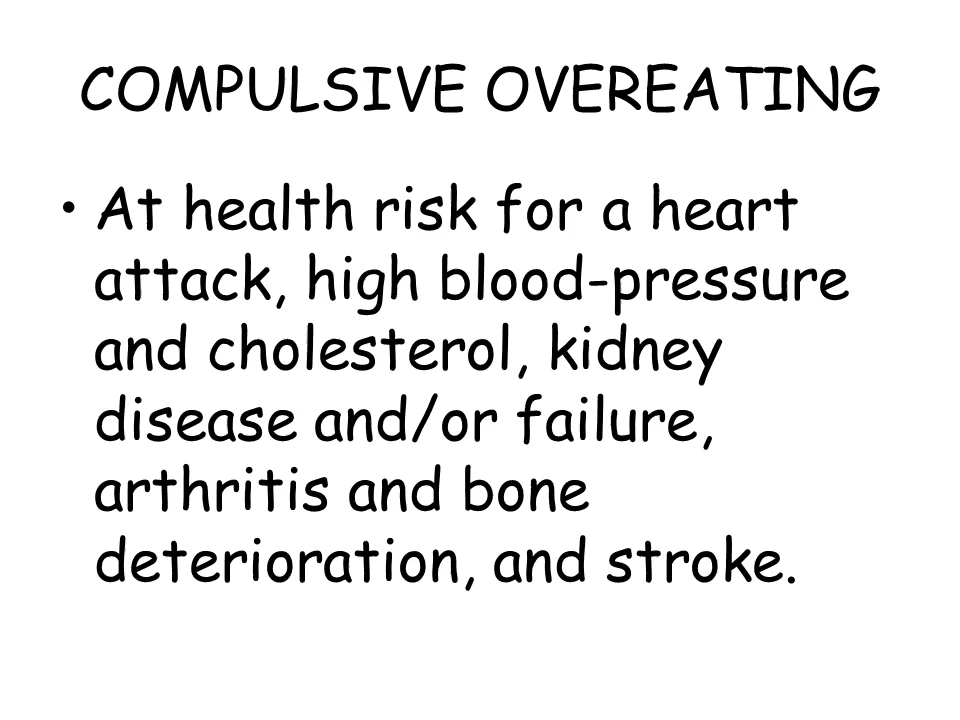 COMPULSIVE OVEREATING
• At health risk for a heart
attack, high blood-pressure
and cholesterol, kidney
disease and/or failure,
arthritis and bone
deterioration, and stroke.